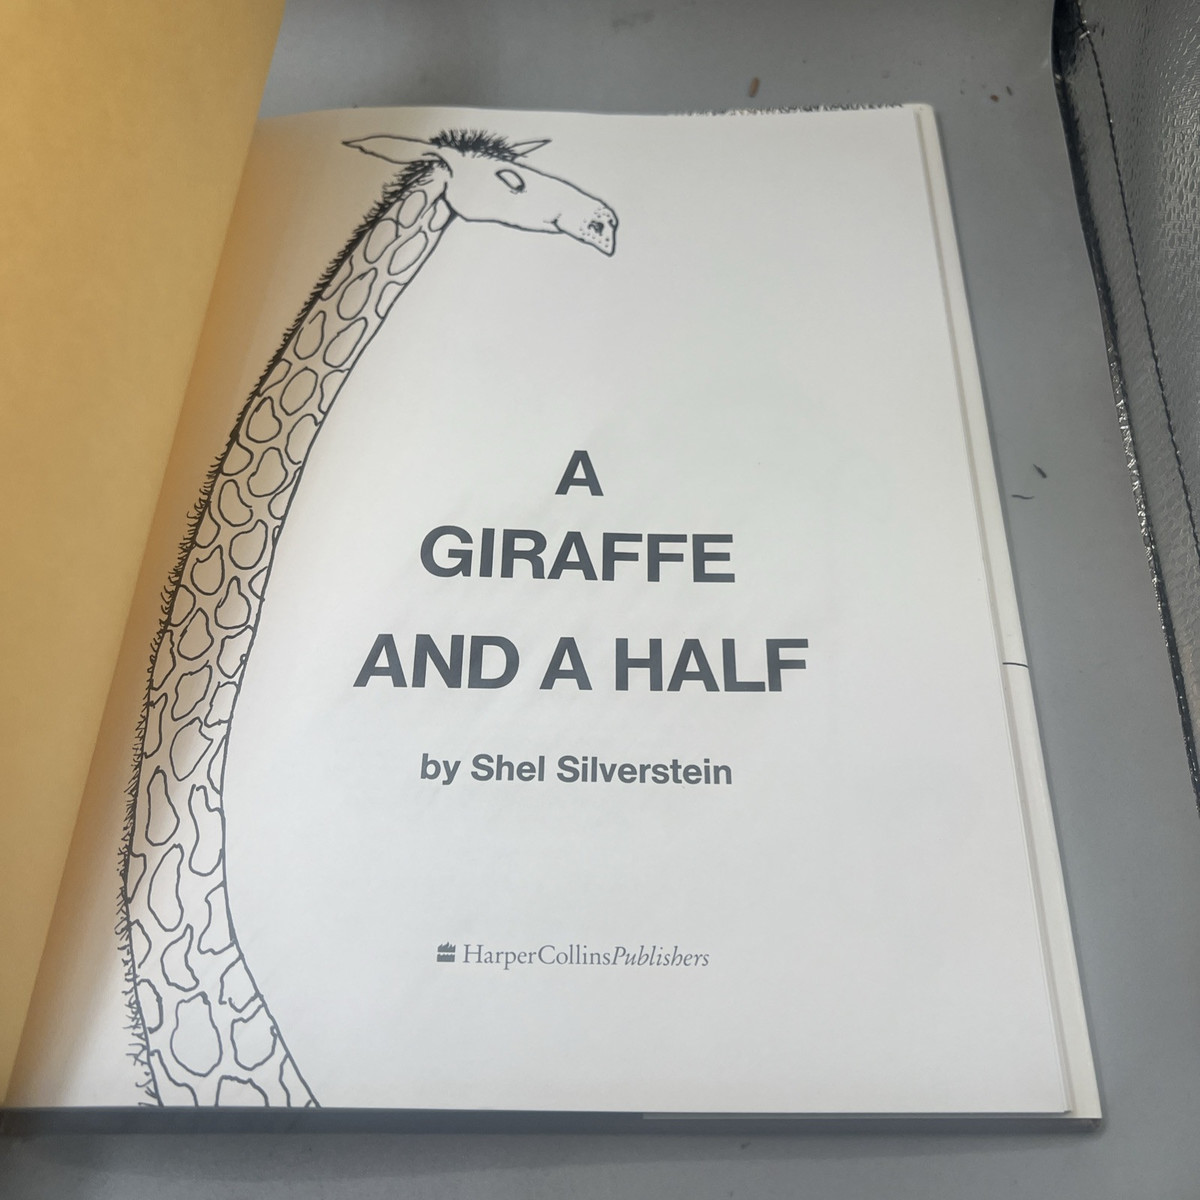 A
GIRAFFE
AND A HALF
by Shel Silverstein
HarperCollinsPublishers